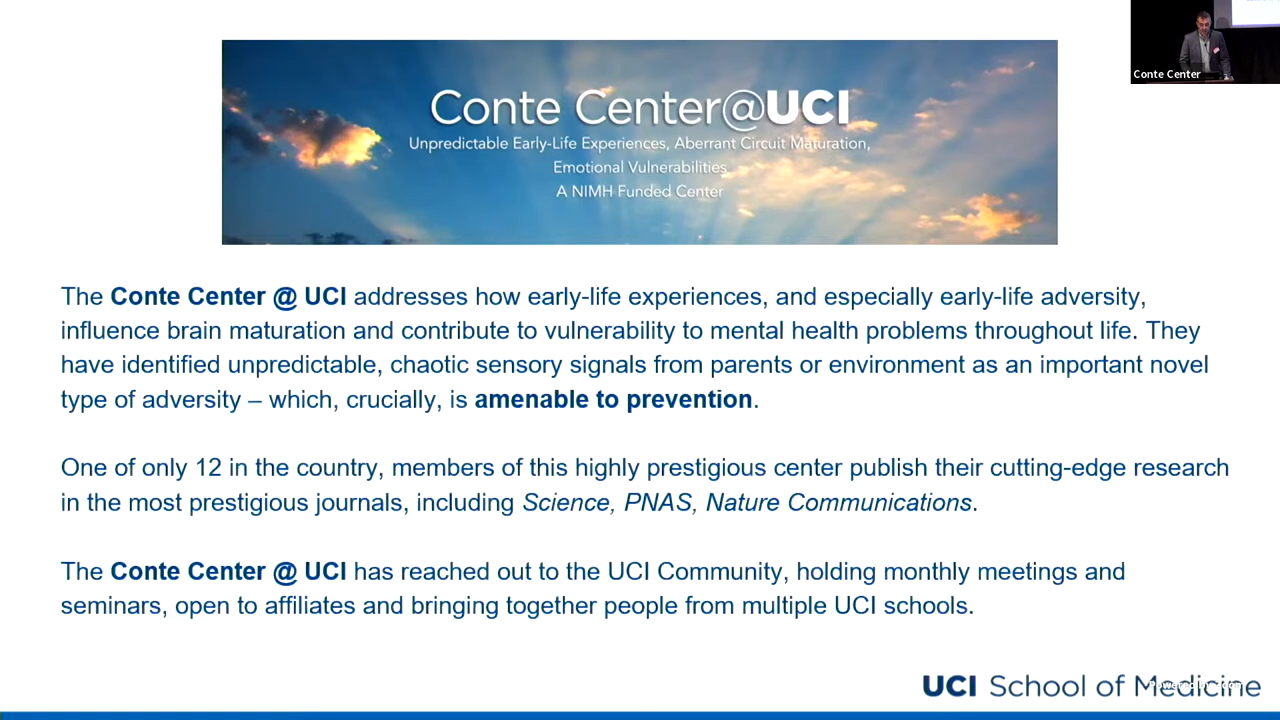 Conte Center
Conte Center@UCI
Unpredictable Early-Life Experiences, Aberrant Circuit Maturation,
Emotional Vulnerabilities
A NIMH Funded Center
The Conte Center @ UCI addresses how early-life experiences, and especially early-life adversity,
influence brain maturation and contribute to vulnerability to mental health problems throughout life. They
have identified unpredictable, chaotic sensory signals from parents or environment as an important novel
type of adversity – which, crucially, is amenable to prevention.
One of only 12 in the country, members of this highly prestigious center publish their cutting-edge research
in the most prestigious journals, including Science, PNAS, Nature Communications.
The Conte Center @ UCI has reached out to the UCI Community, holding monthly meetings and
seminars, open to affiliates and bringing together people from multiple UCI schools.
UCI School of Medicine